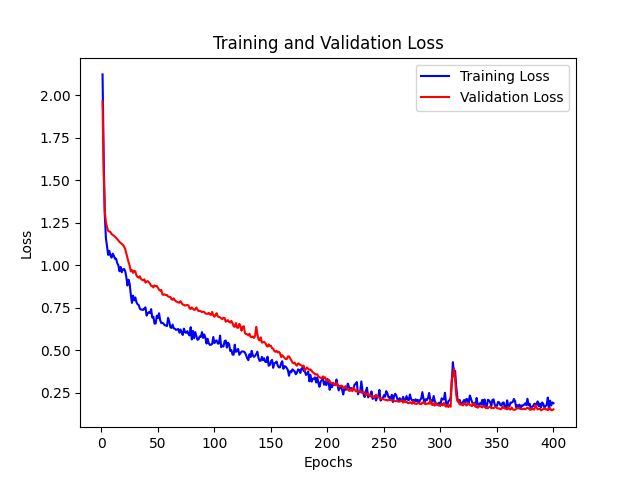 Training and Validation Loss
Training Loss
Validation Loss
2.00
1.75
1.50
1.25
1.00
0.75
0.50
0.25
Loss
0 50 100 150 200 250 300 350 400
Epochs